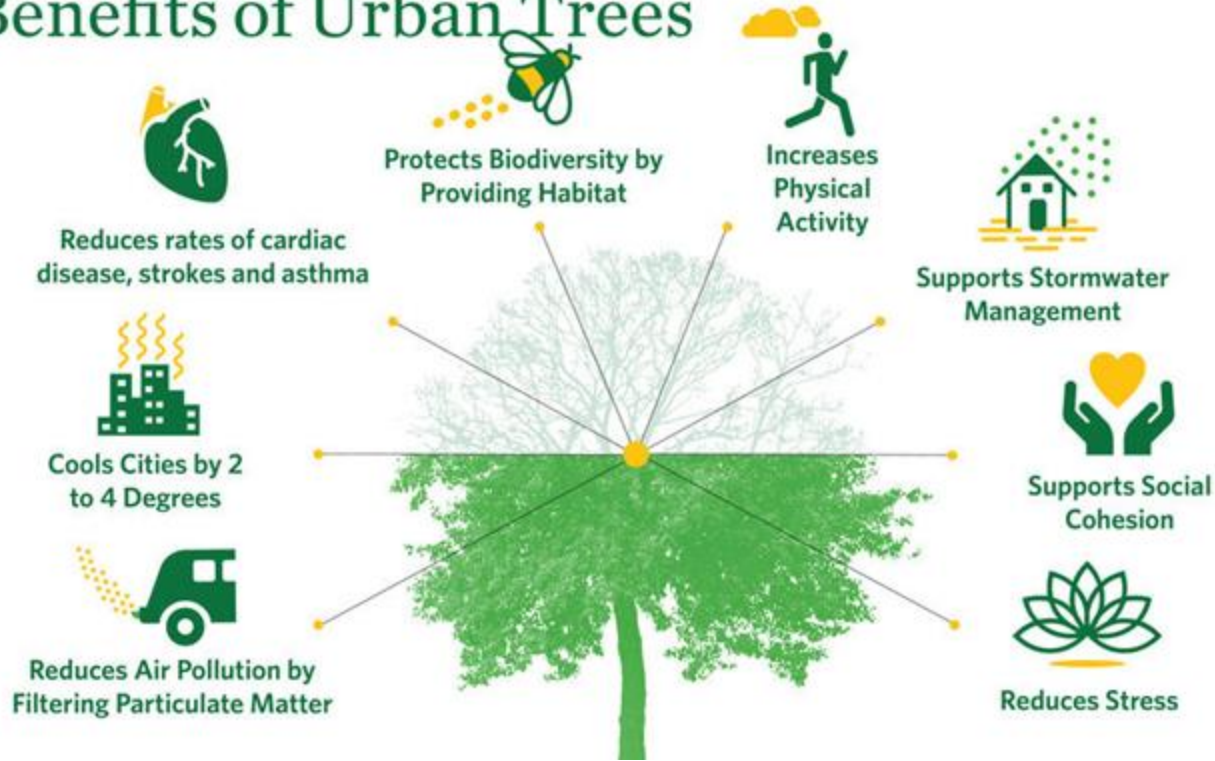 Benefits of Urban Trees
Protects Biodiversity by
Providing Habitat
Increases
Physical
Activity
Reduces rates of cardiac
disease, strokes and asthma
Supports Stormwater
Management
Cools Cities by 2
to 4 Degrees
Supports Social
Cohesion
Reduces Air Pollution by
Filtering Particulate Matter
Reduces Stress